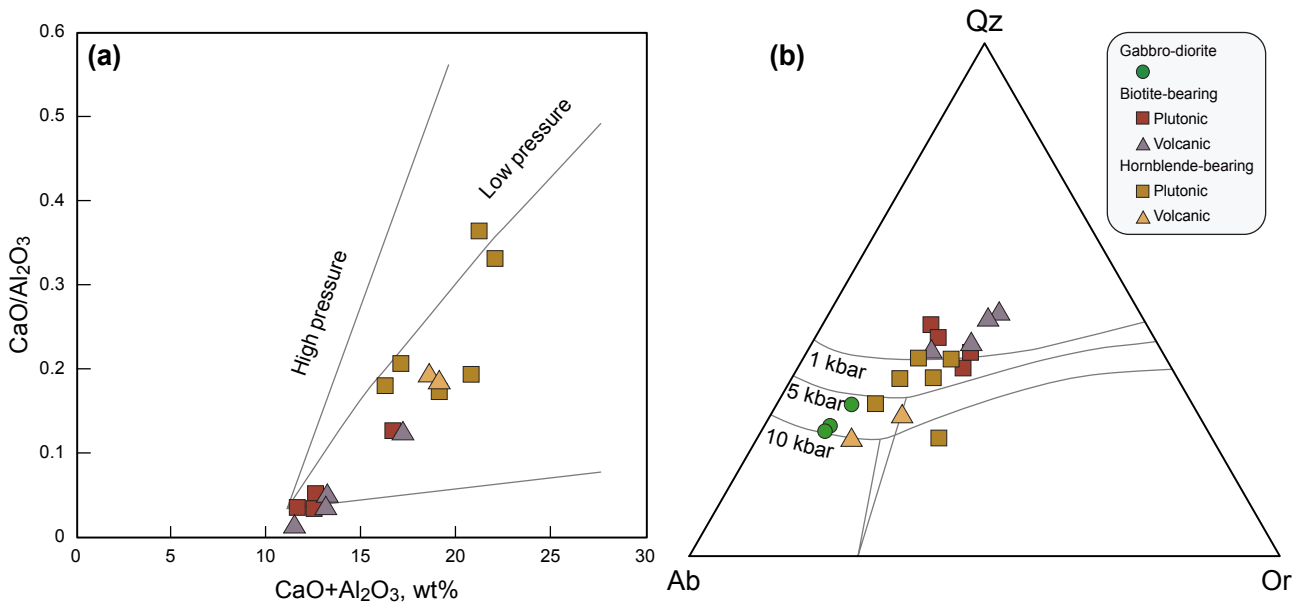 (a)
0.6
0.5
0.4
0.3
0.2
0.1
0
CaO/Al₂O₃
High pressure
Low pressure
0 5 10 15 20 25 30
CaO+Al₂O₃, wt%
(b)
Qz
1 kbar
5 kbar
10 kbar
Ab
Or
Gabbro-diorite
Biotite-bearing
Plutonic
Volcanic
Hornblende-bearing
Plutonic
Volcanic